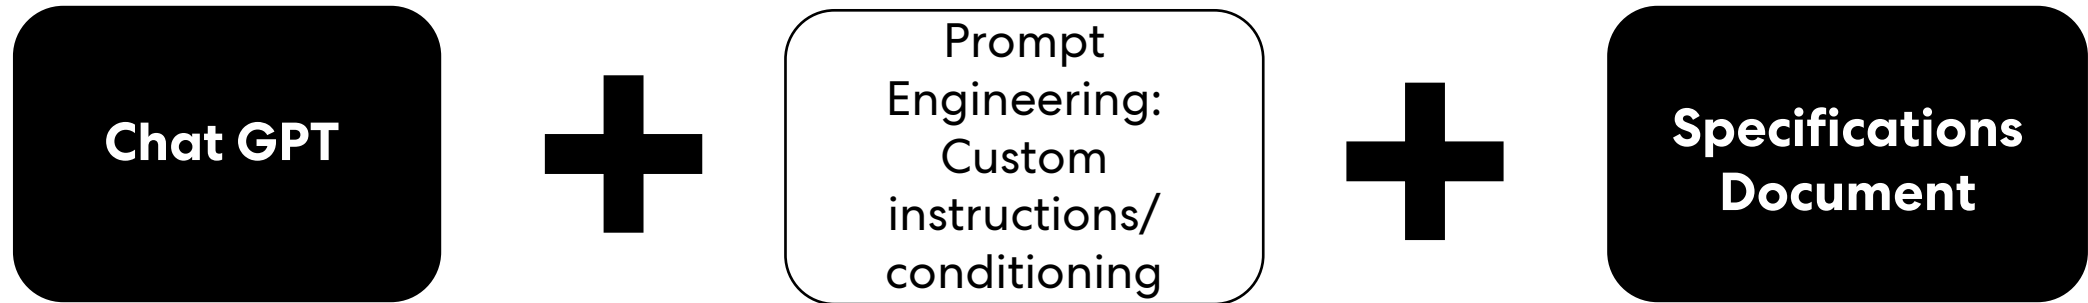 Chat GPT
Prompt
Engineering:
Custom
instructions/
conditioning
Specifications
Document